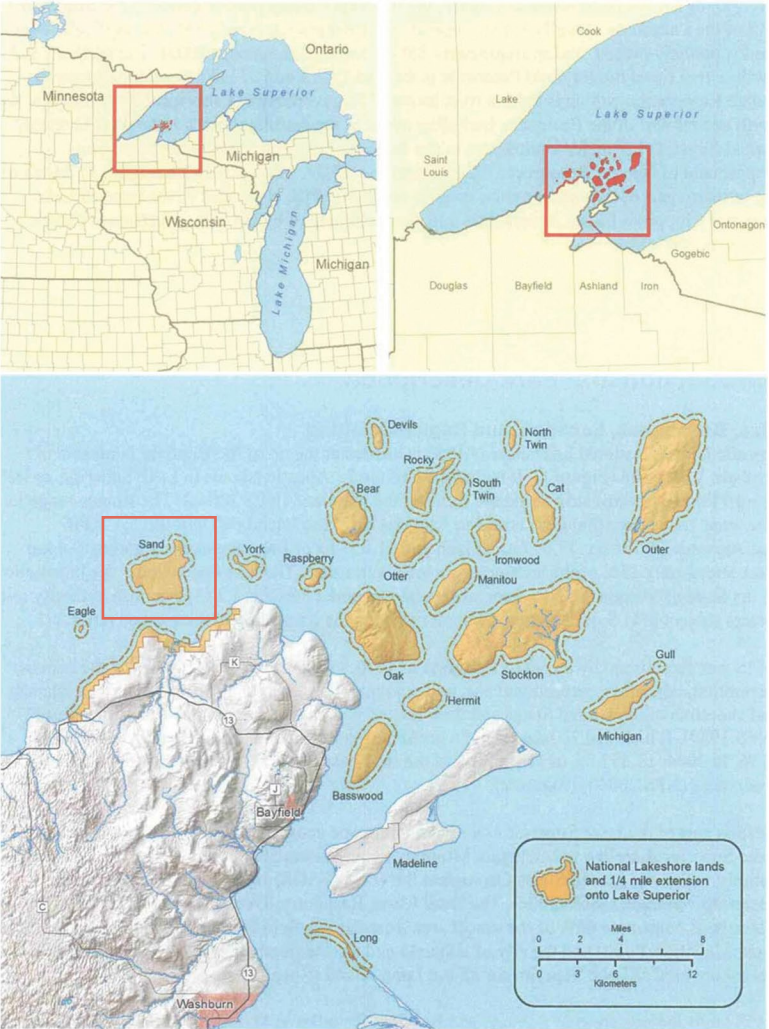 Ontario
Minnesota
Lake Superior
Michigan
Wisconsin
Lake Michigan
Michigan
Cook
Lake
Lake Superior
Saint
Louis
Ontonagon
Gogebic
Douglas
Bayfield
Ashland
Iron
Devils
North
Twin
Rocky
South
Twin
Bear
Cat
Outer
Sand
York
Raspberry
Otter
Ironwood
Manitou
Eagle
Oak
Stockton
Gull
K
Hermit
Michigan
13
Basswood
J
Bayfield
Madeline
C
Long
13
Washburn
National Lakeshore lands
and 1/4 mile extension
onto Lake Superior
Miles
0 2 4 8
0 3 6 12
Kilometers